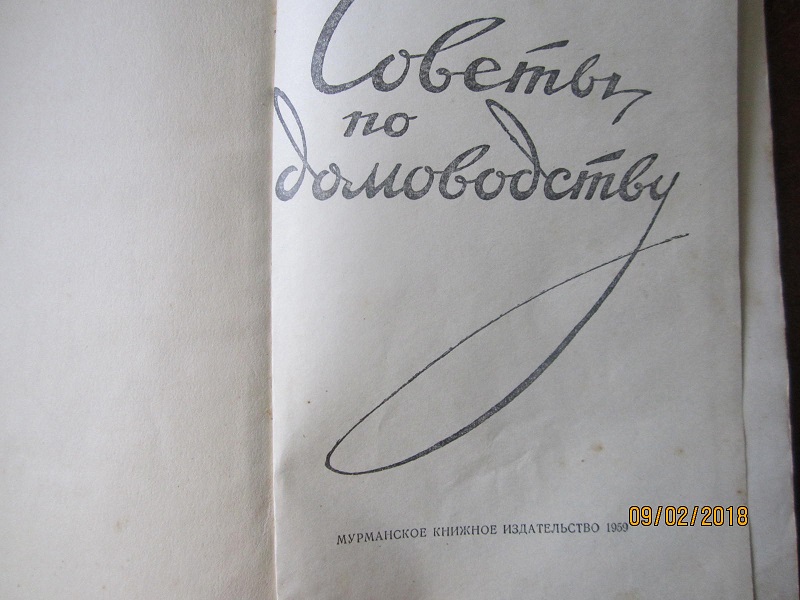 Советы
по
домоводству
МУРМАНСКОЕ КНИЖНОЕ ИЗДАТЕЛЬСТВО 1959
09/02/2018